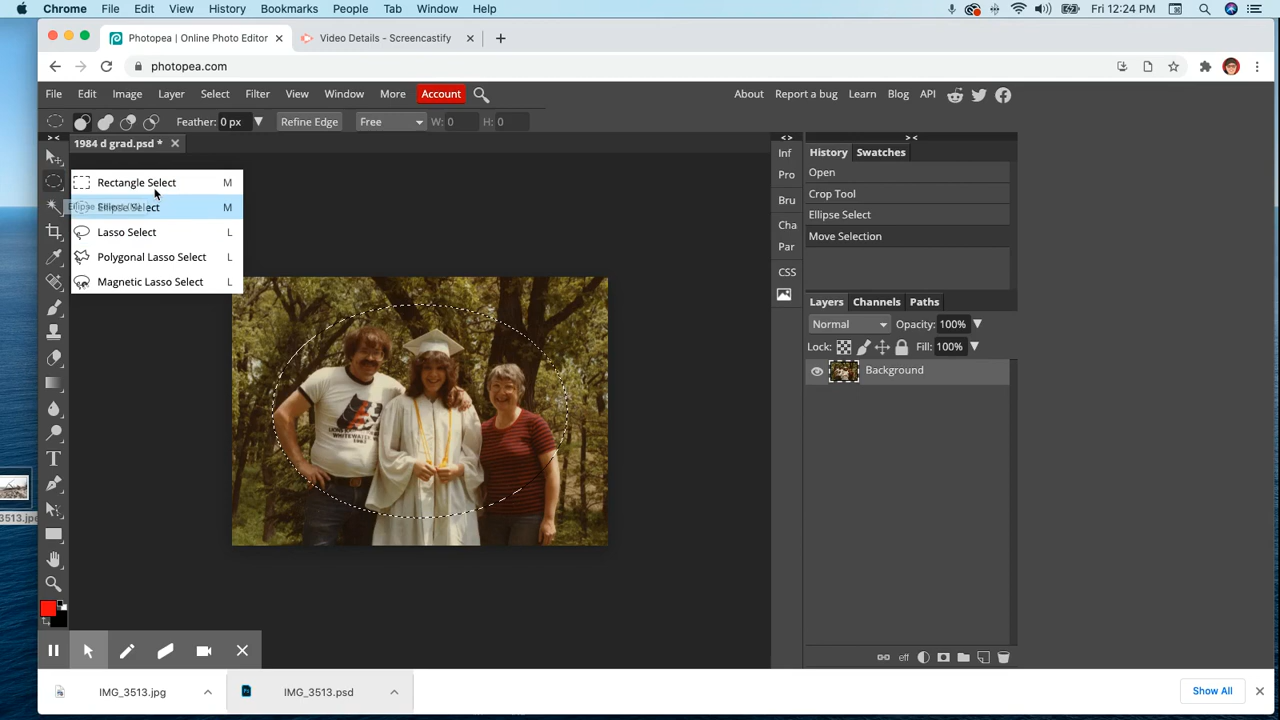 Chrome File Edit View History Bookmarks People Tab Window Help Fri 12:24 PM
Photopea | Online Photo Editor Video Details - Screencastify
photopea.com
File Edit Image Layer Select Filter View Window More Account About Report a bug Learn Blog API
Feather: 0 px Refine Edge Free W: 0 H: 0
1984 d grad.psd *
Rectangle Select M
Ellipse Select M
Lasso Select L
Polygonal Lasso Select L
Magnetic Lasso Select L
Inf
Pro
Bru
Cha
Par
CSS
History Swatches
Open
Crop Tool
Ellipse Select
Move Selection
Layers Channels Paths
Normal Opacity: 100%
Lock: Fill: 100%
Background
eff
WHITEWATER
3513.jpe
IMG_3513.jpg IMG_3513.psd Show All